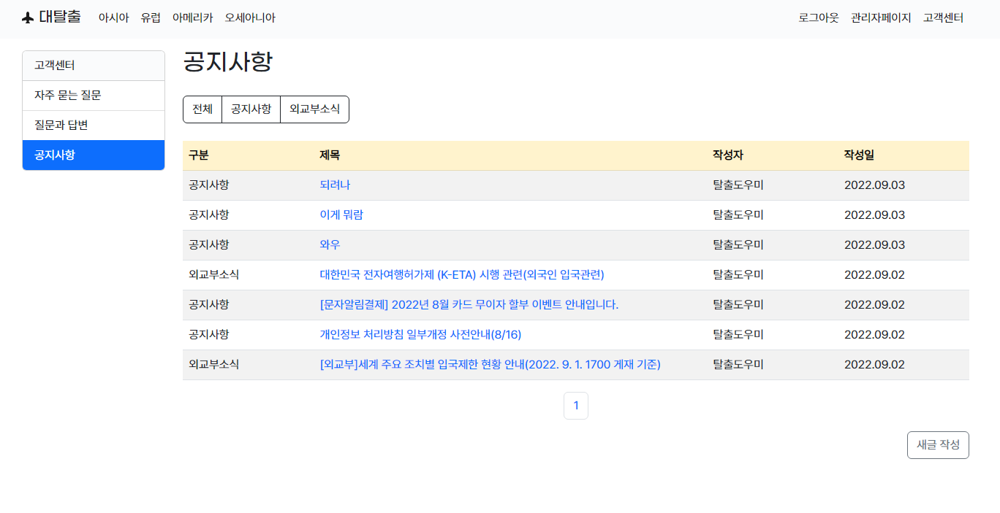 대탈출 아시아 유럽 아메리카 오세아니아 로그아웃 관리자페이지 고객센터
고객센터
자주 묻는 질문
질문과 답변
공지사항
공지사항
전체 공지사항 외교부소식
구분 제목 작성자 작성일
공지사항 되려나 탈출도우미 2022.09.03
공지사항 이게 뭐람 탈출도우미 2022.09.03
공지사항 와우 탈출도우미 2022.09.03
외교부소식 대한민국 전자여행허가제 (K-ETA) 시행 관련(외국인 입국관련) 탈출도우미 2022.09.02
공지사항 [문자알림결제] 2022년 8월 카드 무이자 할부 이벤트 안내입니다. 탈출도우미 2022.09.02
공지사항 개인정보 처리방침 일부개정 사전안내(8/16) 탈출도우미 2022.09.02
외교부소식 [외교부]세계 주요 조치별 입국제한 현황 안내(2022. 9. 1. 1700 게재 기준) 탈출도우미 2022.09.02
1
새글 작성